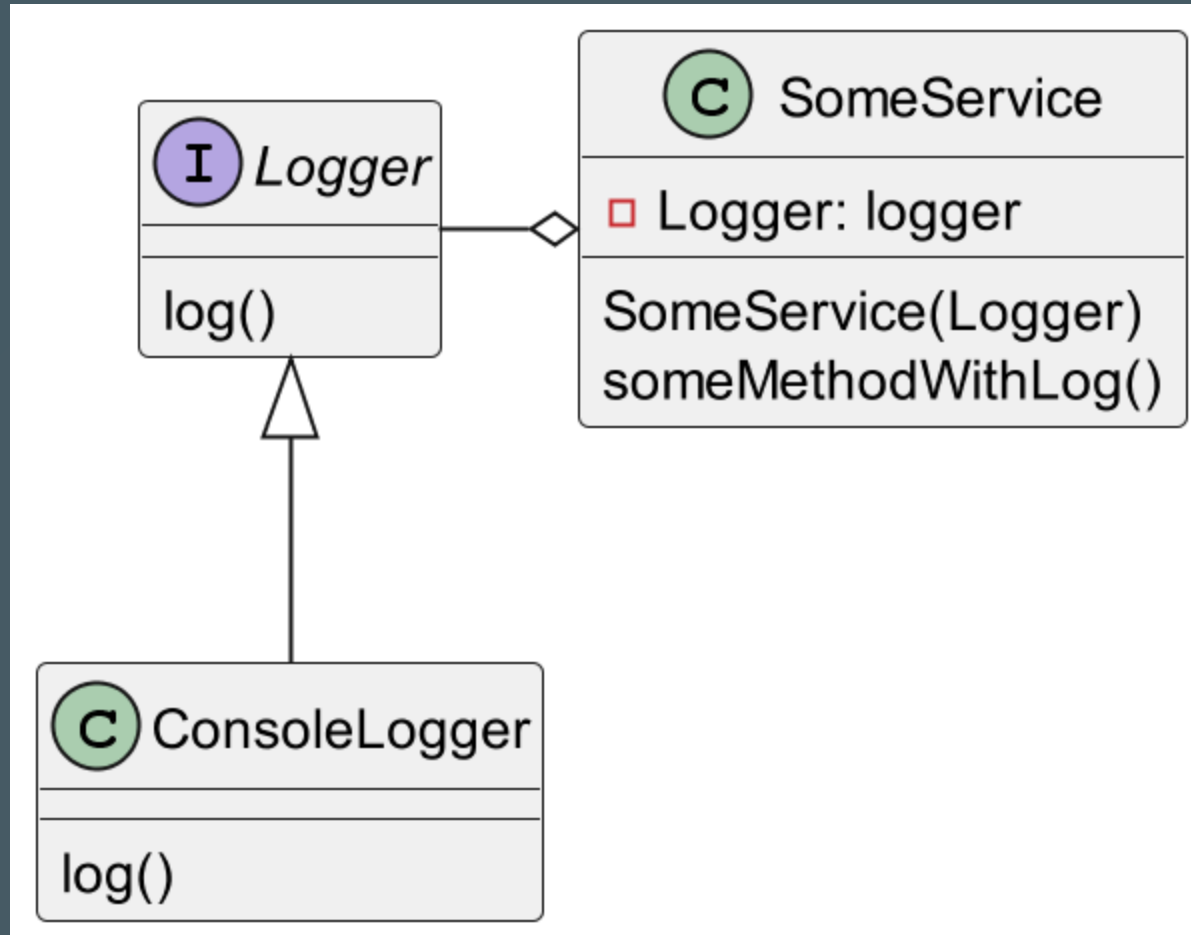 I Logger
log()
C SomeService
Logger: logger
SomeService(Logger)
someMethodWithLog()
C ConsoleLogger
log()